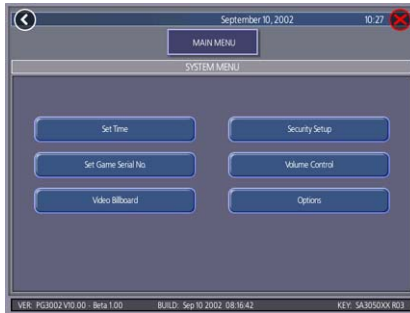 September 10, 2002 10:27
MAIN MENU
SYSTEM MENU
Set Time Security Setup
Set Game Serial No. Volume Control
Video Billboard Options
VER: PG3002 V10.00 - Beta 1.00 BUILD: Sep 10 2002 08:16:42 KEY: SA3050XX R03